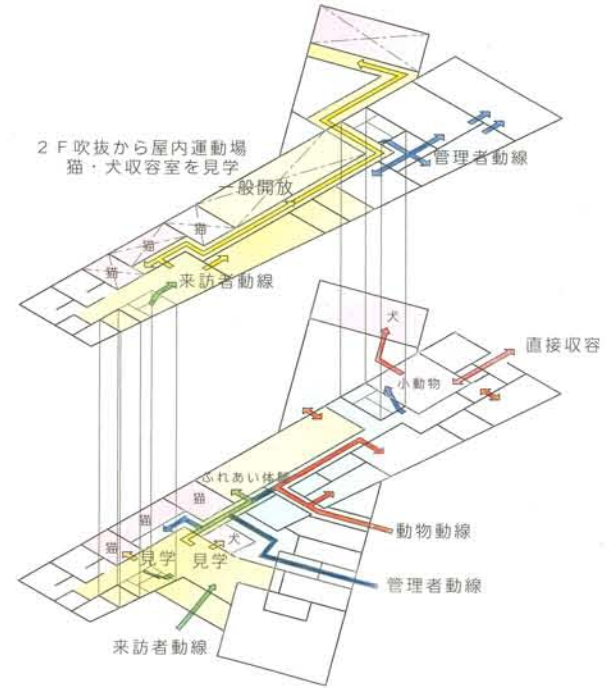 ２Ｆ吹抜から屋内運動場
猫・犬収容室を見学
一般開放
管理者動線
猫
猫
猫
来訪者動線
犬
直接収容
小動物
ふれあい体験
猫
猫
猫
犬
見学
見学
動物動線
管理者動線
来訪者動線